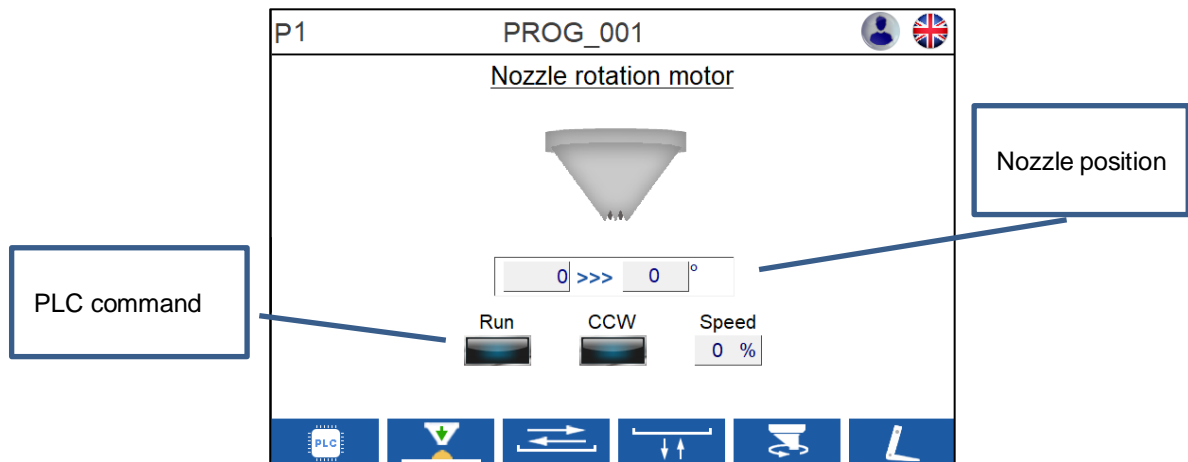 P1 PROG_001
Nozzle rotation motor
Nozzle position
0 >>> 0 °
PLC command
Run CCW Speed
0 %
PLC